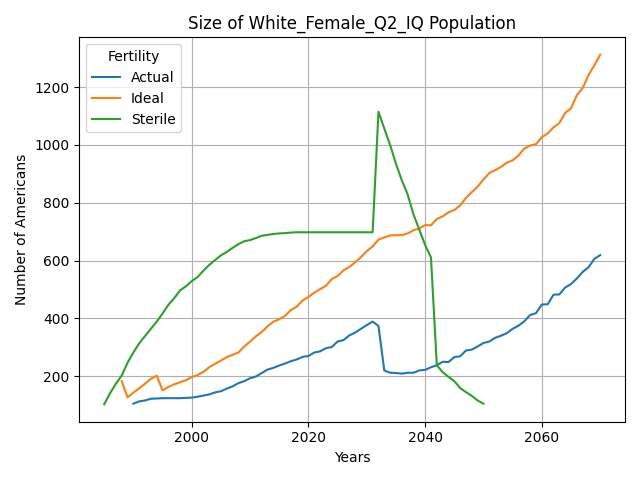 Size of White_Female_Q2_IQ Population
Fertility
Actual
Ideal
Sterile
Number of Americans
1200
1000
800
600
400
200
2000
2020
2040
2060
Years